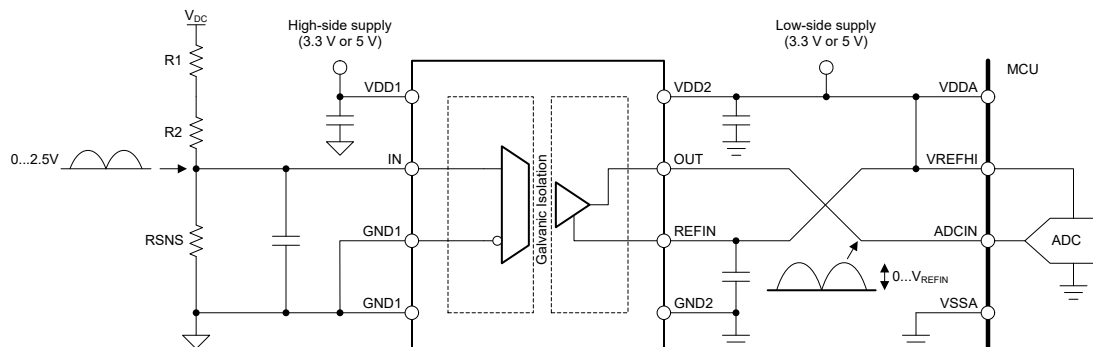 VDC
High-side supply
(3.3 V or 5 V)
Low-side supply
(3.3 V or 5 V)
R1
MCU
VDD1
VDD2
VDDA
R2
0...2.5V
IN
OUT
VREFHI
Galvanic Isolation
RSNS
GND1
REFIN
ADCIN
ADC
0...VREFIN
GND1
GND2
VSSA